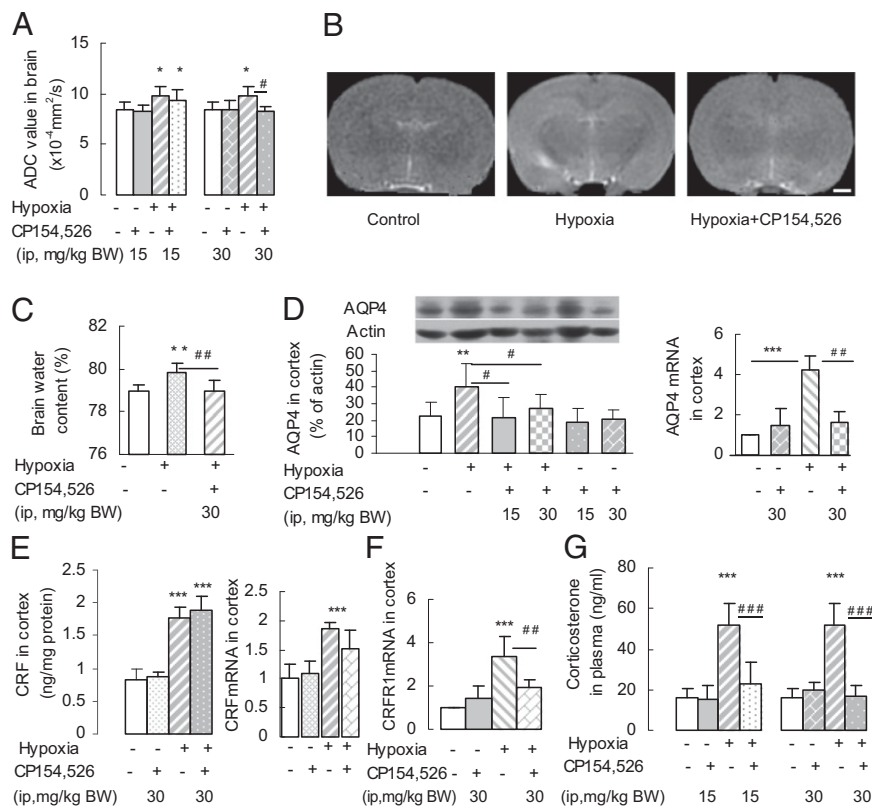 A
ADC value in brain
(x10⁻⁴mm²/s)
15
10
5
0
* * * #
Hypoxia - - + + - - + +
CP154,526 - + - + - + - +
(ip, mg/kg BW) 15 15 30 30
B
Control Hypoxia Hypoxia+CP154,526
C
Brain water
content (%)
82
80
78
76
** ##
Hypoxia - + +
CP154,526 - - +
(ip, mg/kg BW) 30
D
AQP4
Actin
AQP4 in cortex
(% of actin)
60
50
40
30
20
10
0
** # #
Hypoxia - + + + - -
CP154,526 - - + + + +
(ip, mg/kg BW) 15 30 15 30
AQP4 mRNA
in cortex
6
4
2
0
*** ##
- - + +
- + - +
30 30
E
CRF in cortex
(ng/mg protein)
2.5
2
1.5
1
0.5
0
*** ***
Hypoxia - - + +
CP154,526 - + - +
(ip,mg/kg BW) 30 30
CRFmRNA in cortex
2.5
2
1.5
1
0.5
0
***
- - + +
- + - +
F
CRFR1mRNA in cortex
6
4
2
0
*** ##
Hypoxia - - + +
CP154,526 - + - +
(ip,mg/kg BW) 30 30
G
Corticosterone
in plasma (ng/ml)
80
60
40
20
0
*** ### *** ###
Hypoxia - - + + - - + +
CP154,526 - + - + - + - +
(ip,mg/kg BW) 15 15 30 30